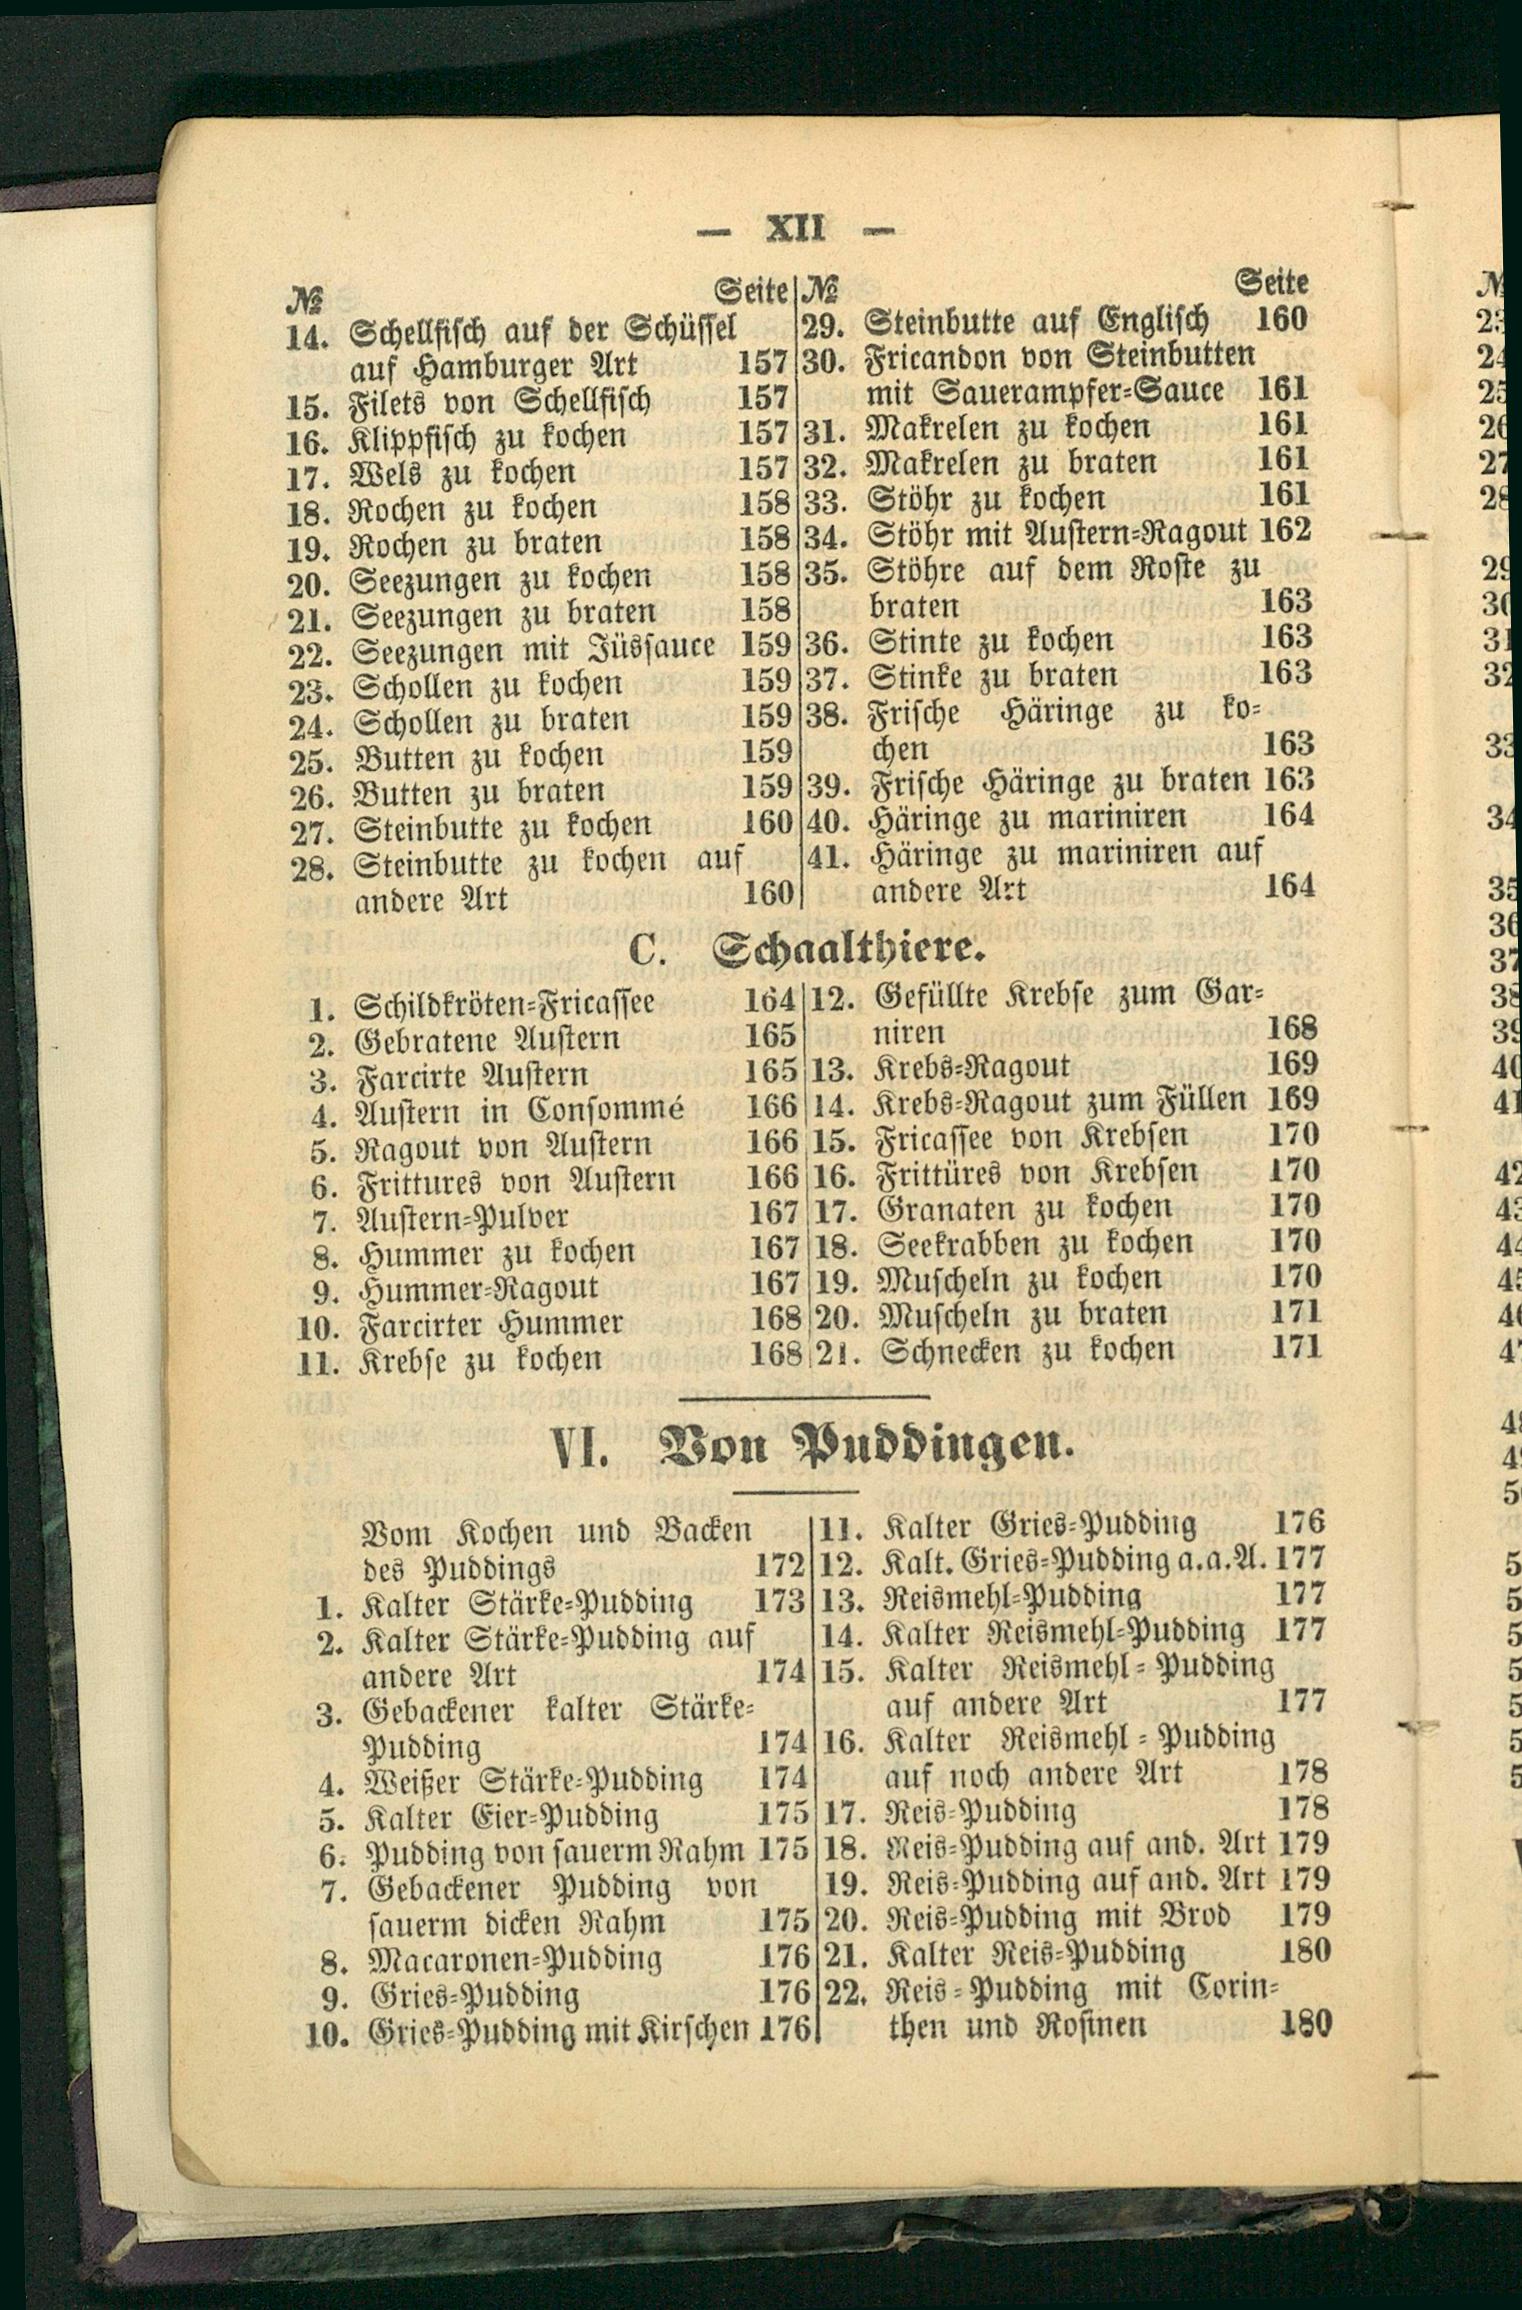 — XII —
№ Seite
14. Schellfisch auf der Schüssel
auf Hamburger Art 157
15. Filets von Schellfisch 157
16. Klippfisch zu kochen 157
17. Wels zu kochen 157
18. Rochen zu kochen 158
19. Rochen zu braten 158
20. Seezungen zu kochen 158
21. Seezungen zu braten 158
22. Seezungen mit Jüssauce 159
23. Schollen zu kochen 159
24. Schollen zu braten 159
25. Butten zu kochen 159
26. Butten zu braten 159
27. Steinbutte zu kochen 160
28. Steinbutte zu kochen auf
andere Art 160
№ Seite
29. Steinbutte auf Englisch 160
30. Fricandon von Steinbutten
mit Sauerampfer-Sauce 161
31. Makrelen zu kochen 161
32. Makrelen zu braten 161
33. Stöhr zu kochen 161
34. Stöhr mit Austern-Ragout 162
35. Stöhre auf dem Roste zu
braten 163
36. Stinte zu kochen 163
37. Stinke zu braten 163
38. Frische Häringe zu ko-
chen 163
39. Frische Häringe zu braten 163
40. Häringe zu mariniren 164
41. Häringe zu mariniren auf
andere Art 164
C. Schaalthiere.
1. Schildkröten-Fricassee 164
2. Gebratene Austern 165
3. Farcirte Austern 165
4. Austern in Consommé 166
5. Ragout von Austern 166
6. Frittures von Austern 166
7. Austern-Pulver 167
8. Hummer zu kochen 167
9. Hummer-Ragout 167
10. Farcirter Hummer 168
11. Krebse zu kochen 168
12. Gefüllte Krebse zum Gar-
niren 168
13. Krebs-Ragout 169
14. Krebs-Ragout zum Füllen 169
15. Fricassee von Krebsen 170
16. Frittüres von Krebsen 170
17. Granaten zu kochen 170
18. Seekrabben zu kochen 170
19. Muscheln zu kochen 170
20. Muscheln zu braten 171
21. Schnecken zu kochen 171
VI. Von Puddingen.
Vom Kochen und Backen
des Puddings 172
1. Kalter Stärke-Pudding 173
2. Kalter Stärke-Pudding auf
andere Art 174
3. Gebackener kalter Stärke-
Pudding 174
4. Weißer Stärke-Pudding 174
5. Kalter Eier-Pudding 175
6. Pudding von sauerm Rahm 175
7. Gebackener Pudding von
sauerm dicken Rahm 175
8. Macaronen-Pudding 176
9. Gries-Pudding 176
10. Gries-Pudding mit Kirschen 176
11. Kalter Gries-Pudding 176
12. Kalt. Gries-Pudding a. a. A. 177
13. Reismehl-Pudding 177
14. Kalter Reismehl-Pudding 177
15. Kalter Reismehl-Pudding
auf andere Art 177
16. Kalter Reismehl-Pudding
auf noch andere Art 178
17. Reis-Pudding 178
18. Reis-Pudding auf and. Art 179
19. Reis-Pudding auf and. Art 179
20. Reis-Pudding mit Brod 179
21. Kalter Reis-Pudding 180
22. Reis-Pudding mit Corin-
then und Rosinen 180